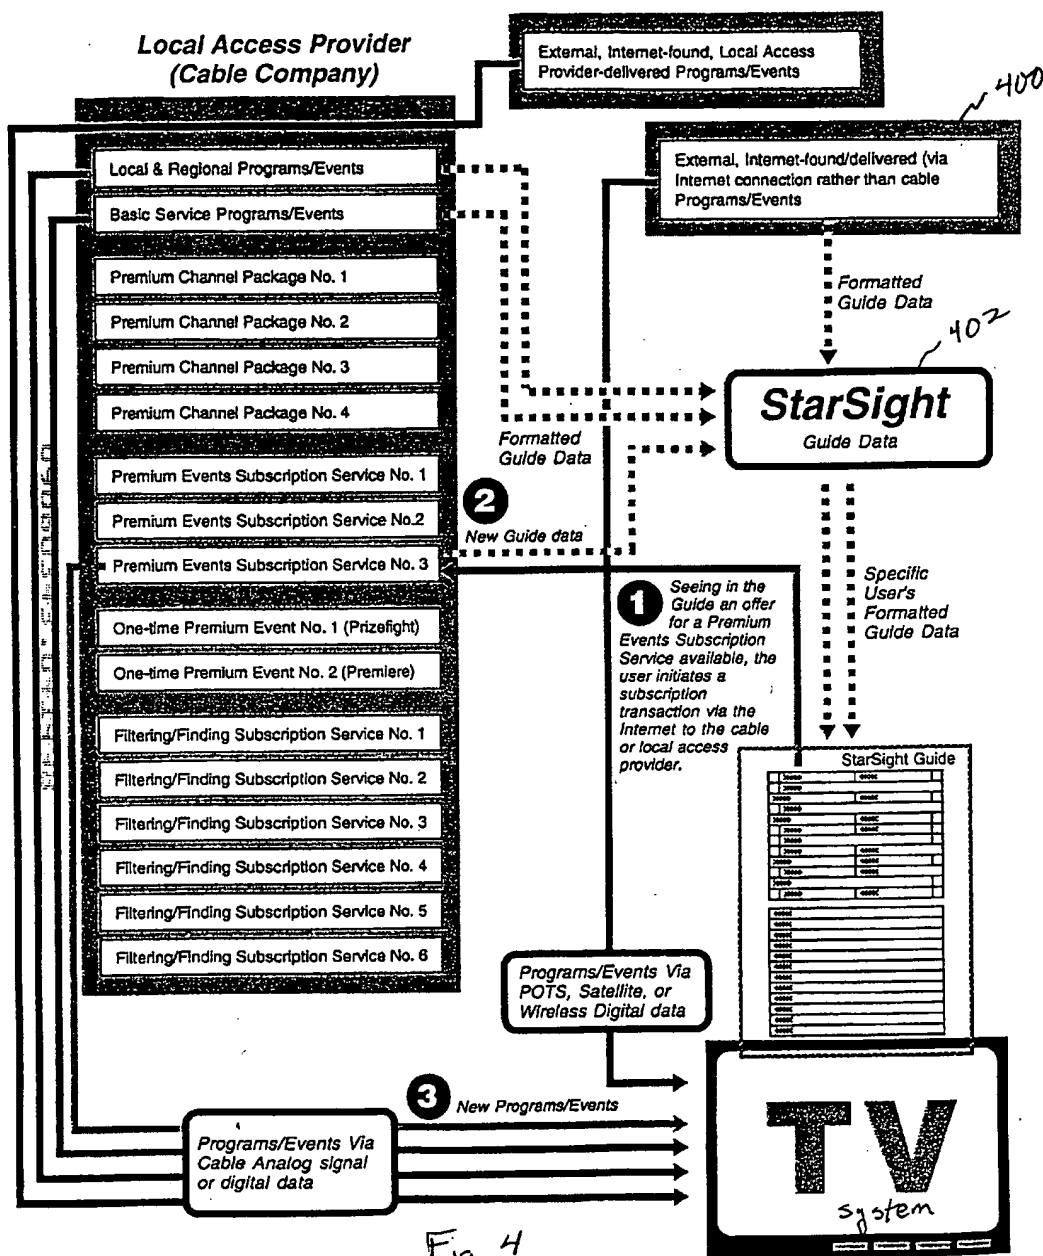 Local Access Provider
(Cable Company)
External, Internet-found, Local Access
Provider-delivered Programs/Events
400
External, Internet-found/delivered (via
Internet connection rather than cable
Programs/Events
Local & Regional Programs/Events
Basic Service Programs/Events
Premium Channel Package No. 1
Premium Channel Package No. 2
Premium Channel Package No. 3
Premium Channel Package No. 4
Premium Events Subscription Service No. 1
Premium Events Subscription Service No.2
Premium Events Subscription Service No. 3
One-time Premium Event No. 1 (Prizefight)
One-time Premium Event No. 2 (Premiere)
Filtering/Finding Subscription Service No. 1
Filtering/Finding Subscription Service No. 2
Filtering/Finding Subscription Service No. 3
Filtering/Finding Subscription Service No. 4
Filtering/Finding Subscription Service No. 5
Filtering/Finding Subscription Service No. 6
Formatted
Guide Data
402
StarSight
Guide Data
Formatted
Guide Data
2
New Guide data
1
Seeing in the
Guide an offer
for a Premium
Events Subscription
Service available, the
user initiates a
subscription
transaction via the
Internet to the cable
or local access
provider.
Specific
User's
Formatted
Guide Data
StarSight Guide
Programs/Events Via
POTS, Satellite, or
Wireless Digital data
3
New Programs/Events
Programs/Events Via
Cable Analog signal
or digital data
TV
system
Fig 4